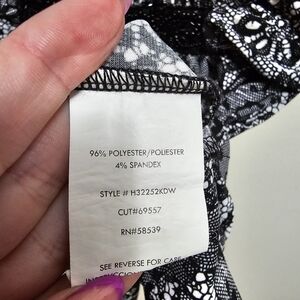 96% POLYESTER/POLIESTER
4% SPANDEX
STYLE # H32252KDW
CUT#69557
RN#58539
SEE REVERSE FOR CARE